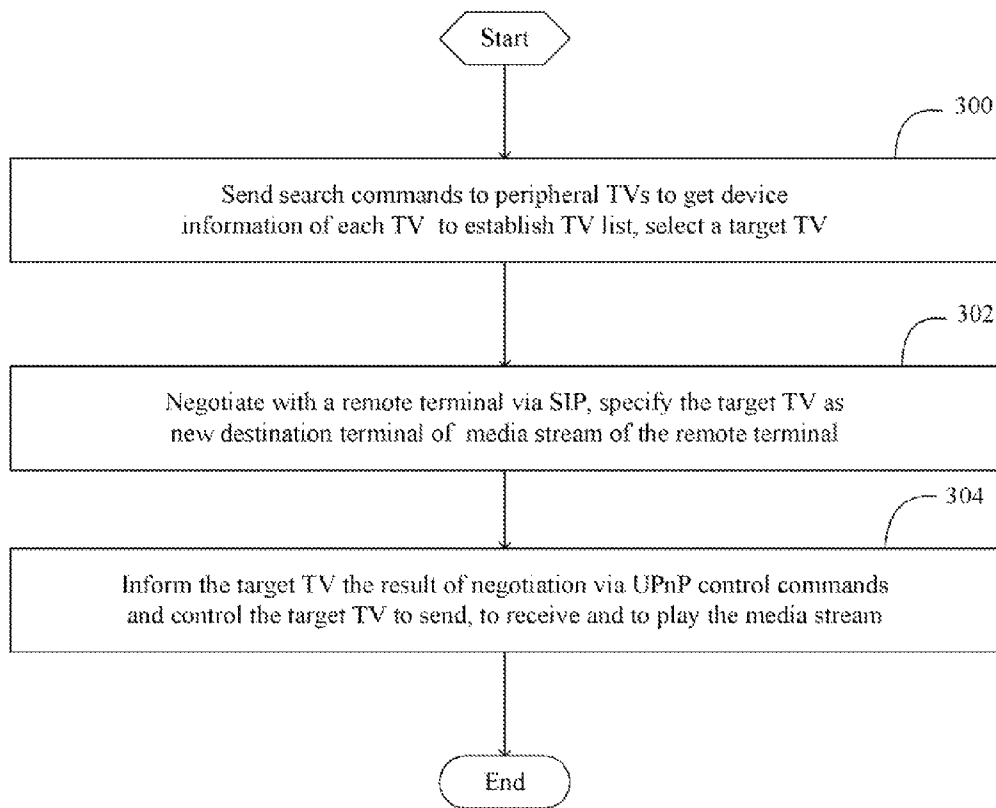 Start
300
Send search commands to peripheral TVs to get device
information of each TV to establish TV list, select a target TV
302
Negotiate with a remote terminal via SIP, specify the target TV as
new destination terminal of media stream of the remote terminal
304
Inform the target TV the result of negotiation via UPnP control commands
and control the target TV to send, to receive and to play the media stream
End